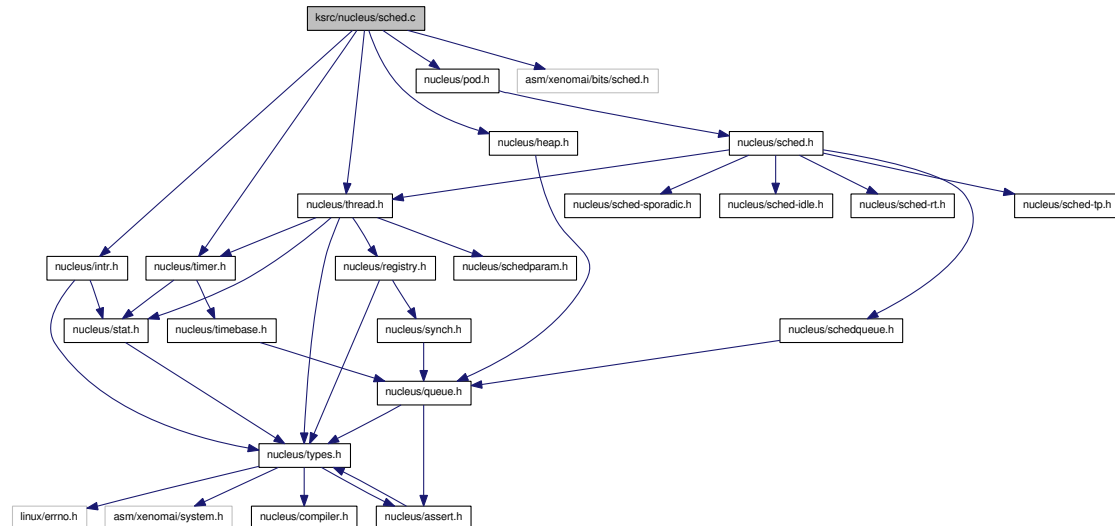 ksrc/nucleus/sched.c
nucleus/pod.h
asm/xenomai/bits/sched.h
nucleus/heap.h
nucleus/sched.h
nucleus/thread.h
nucleus/sched-sporadic.h
nucleus/sched-idle.h
nucleus/sched-rt.h
nucleus/sched-tp.h
nucleus/intr.h
nucleus/timer.h
nucleus/registry.h
nucleus/schedparam.h
nucleus/stat.h
nucleus/timebase.h
nucleus/synch.h
nucleus/schedqueue.h
nucleus/queue.h
nucleus/types.h
linux/errno.h
asm/xenomai/system.h
nucleus/compiler.h
nucleus/assert.h